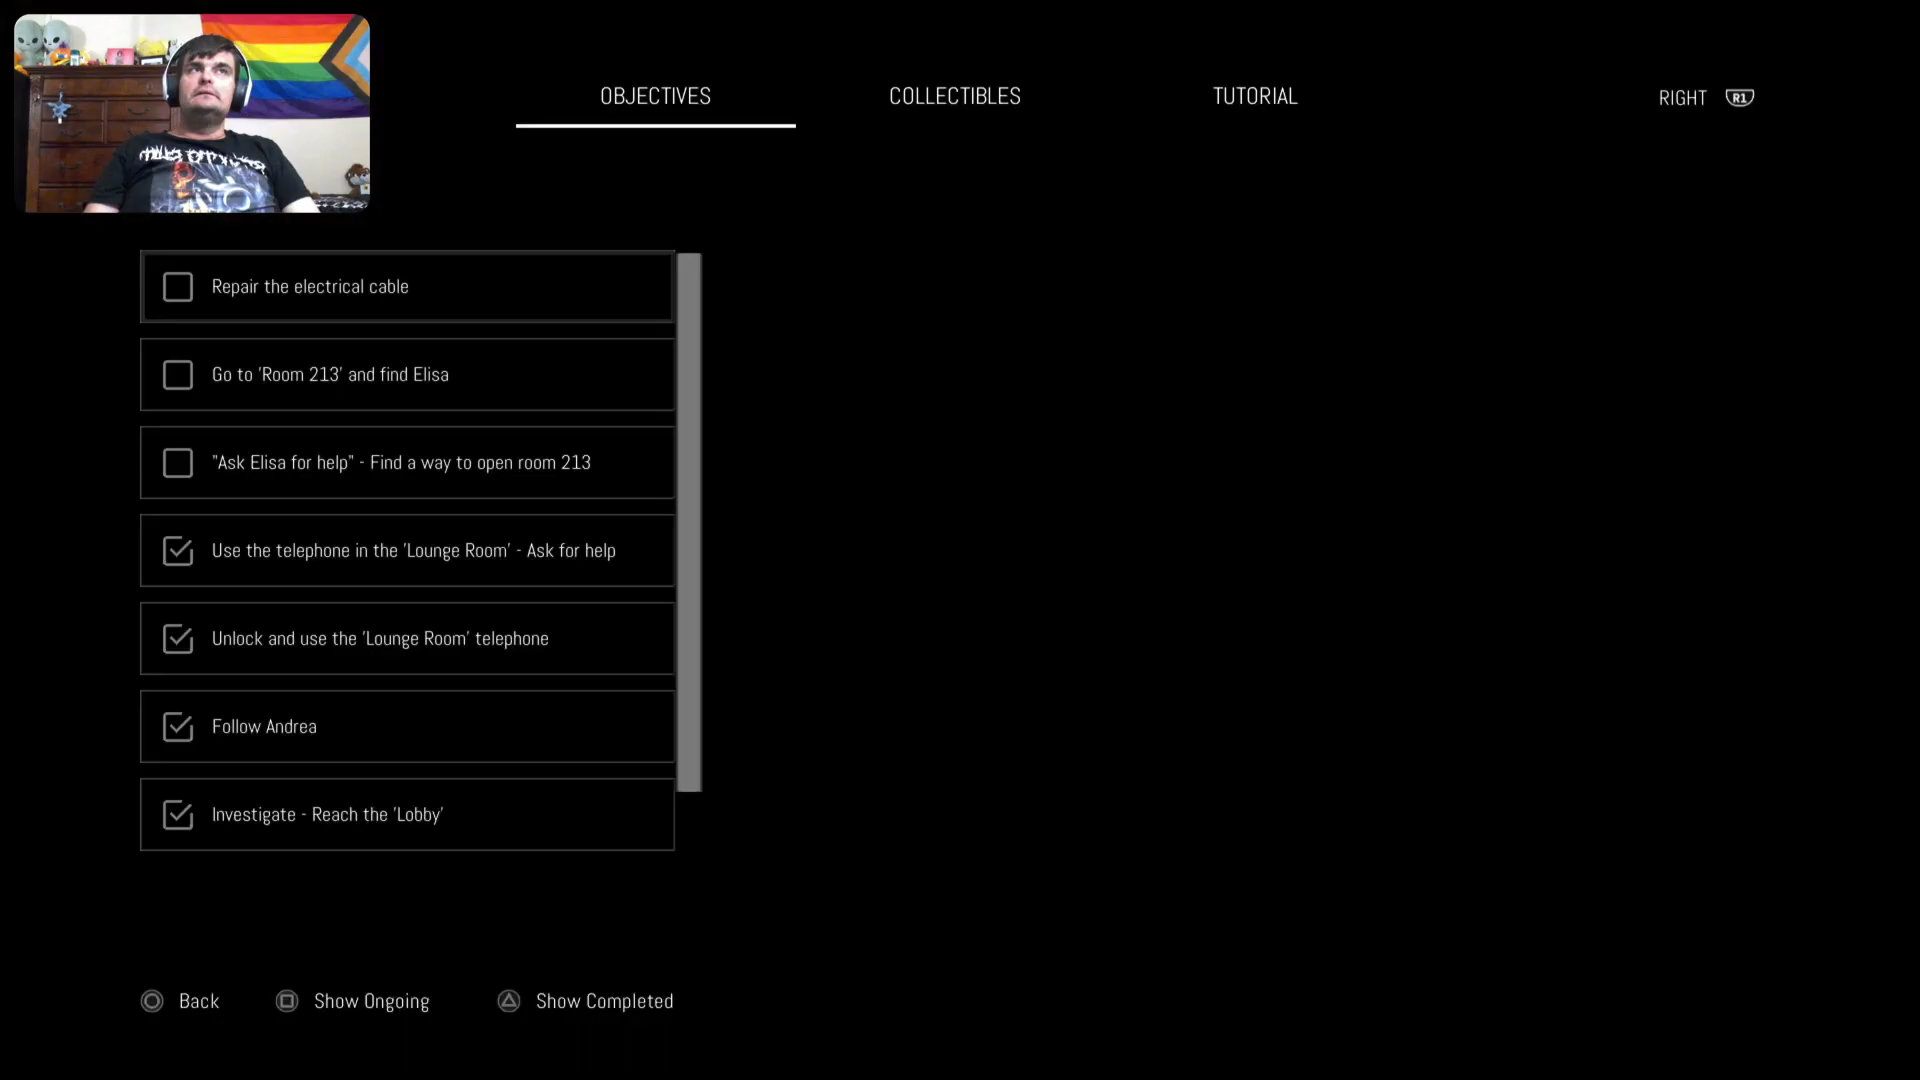 OBJECTIVES
COLLECTIBLES
TUTORIAL
RIGHT R1
Repair the electrical cable
Go to 'Room 213' and find Elisa
"Ask Elisa for help" - Find a way to open room 213
Use the telephone in the 'Lounge Room' - Ask for help
Unlock and use the 'Lounge Room' telephone
Follow Andrea
Investigate - Reach the 'Lobby'
Back
Show Ongoing
Show Completed